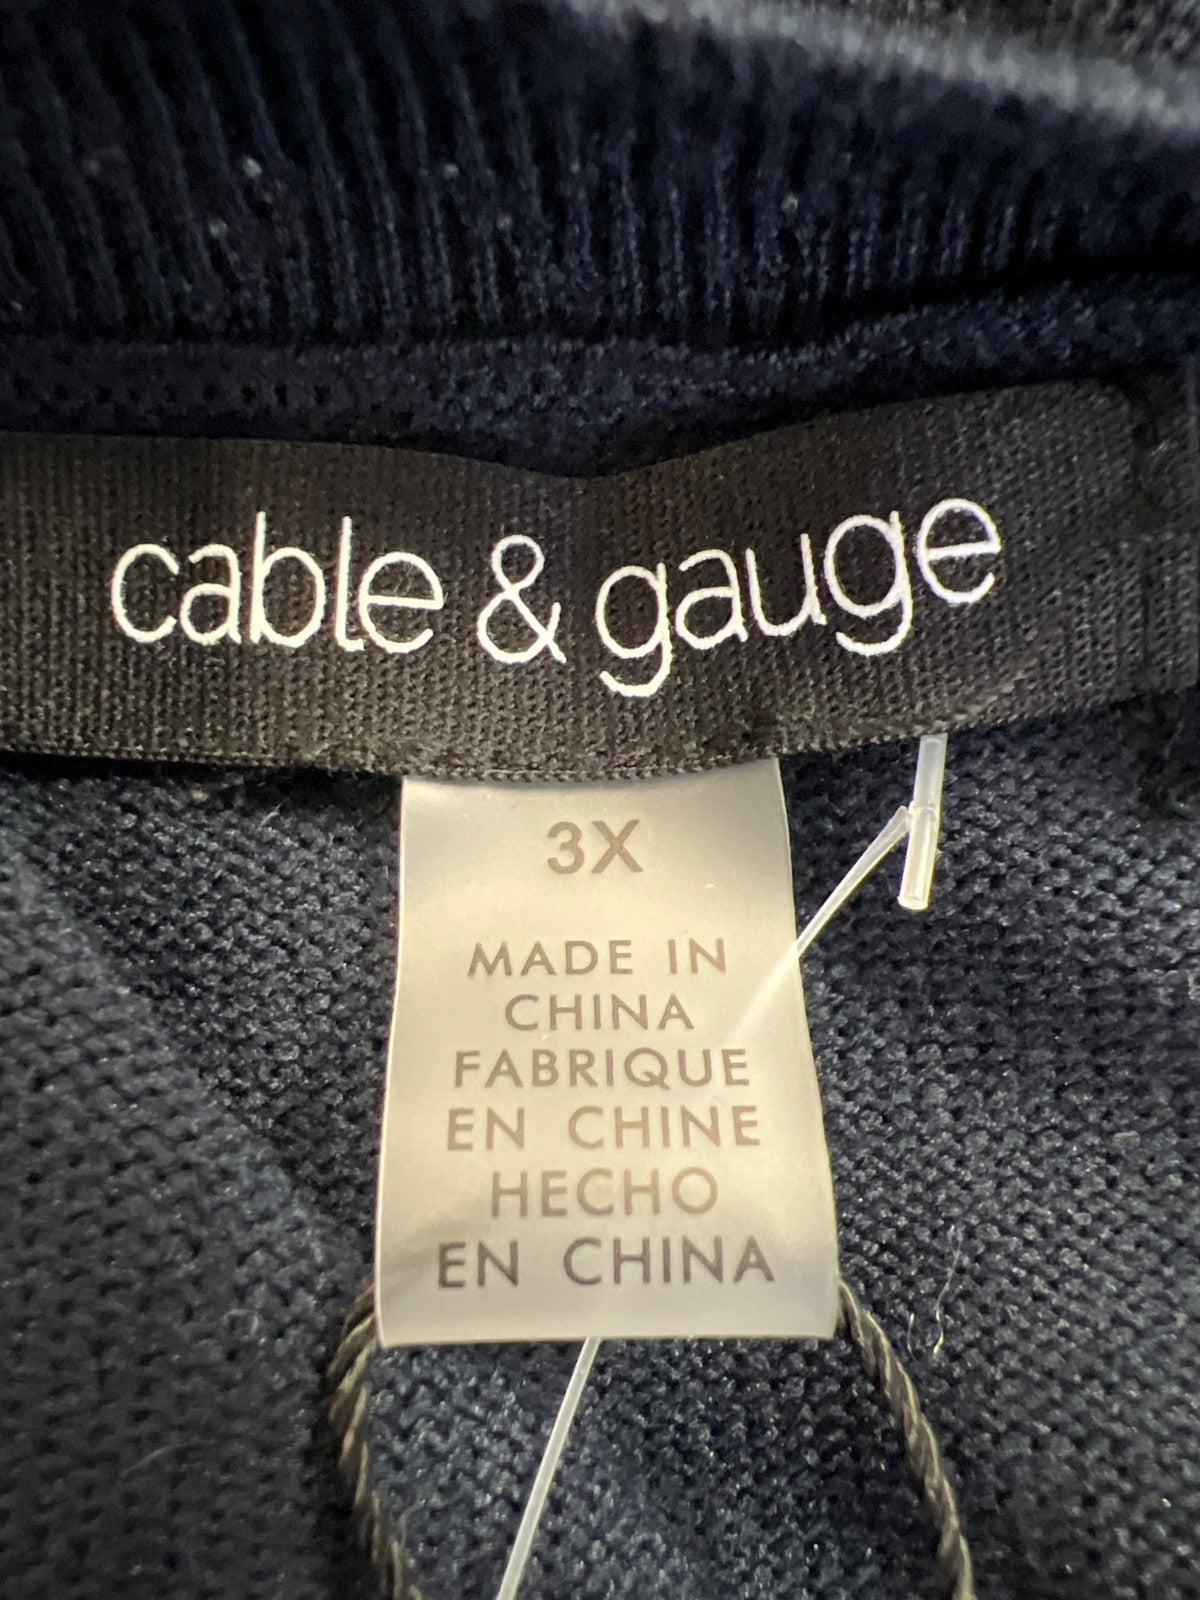 cable & gauge
3X
MADE IN
CHINA
FABRIQUE
EN CHINE
HECHO
EN CHINA